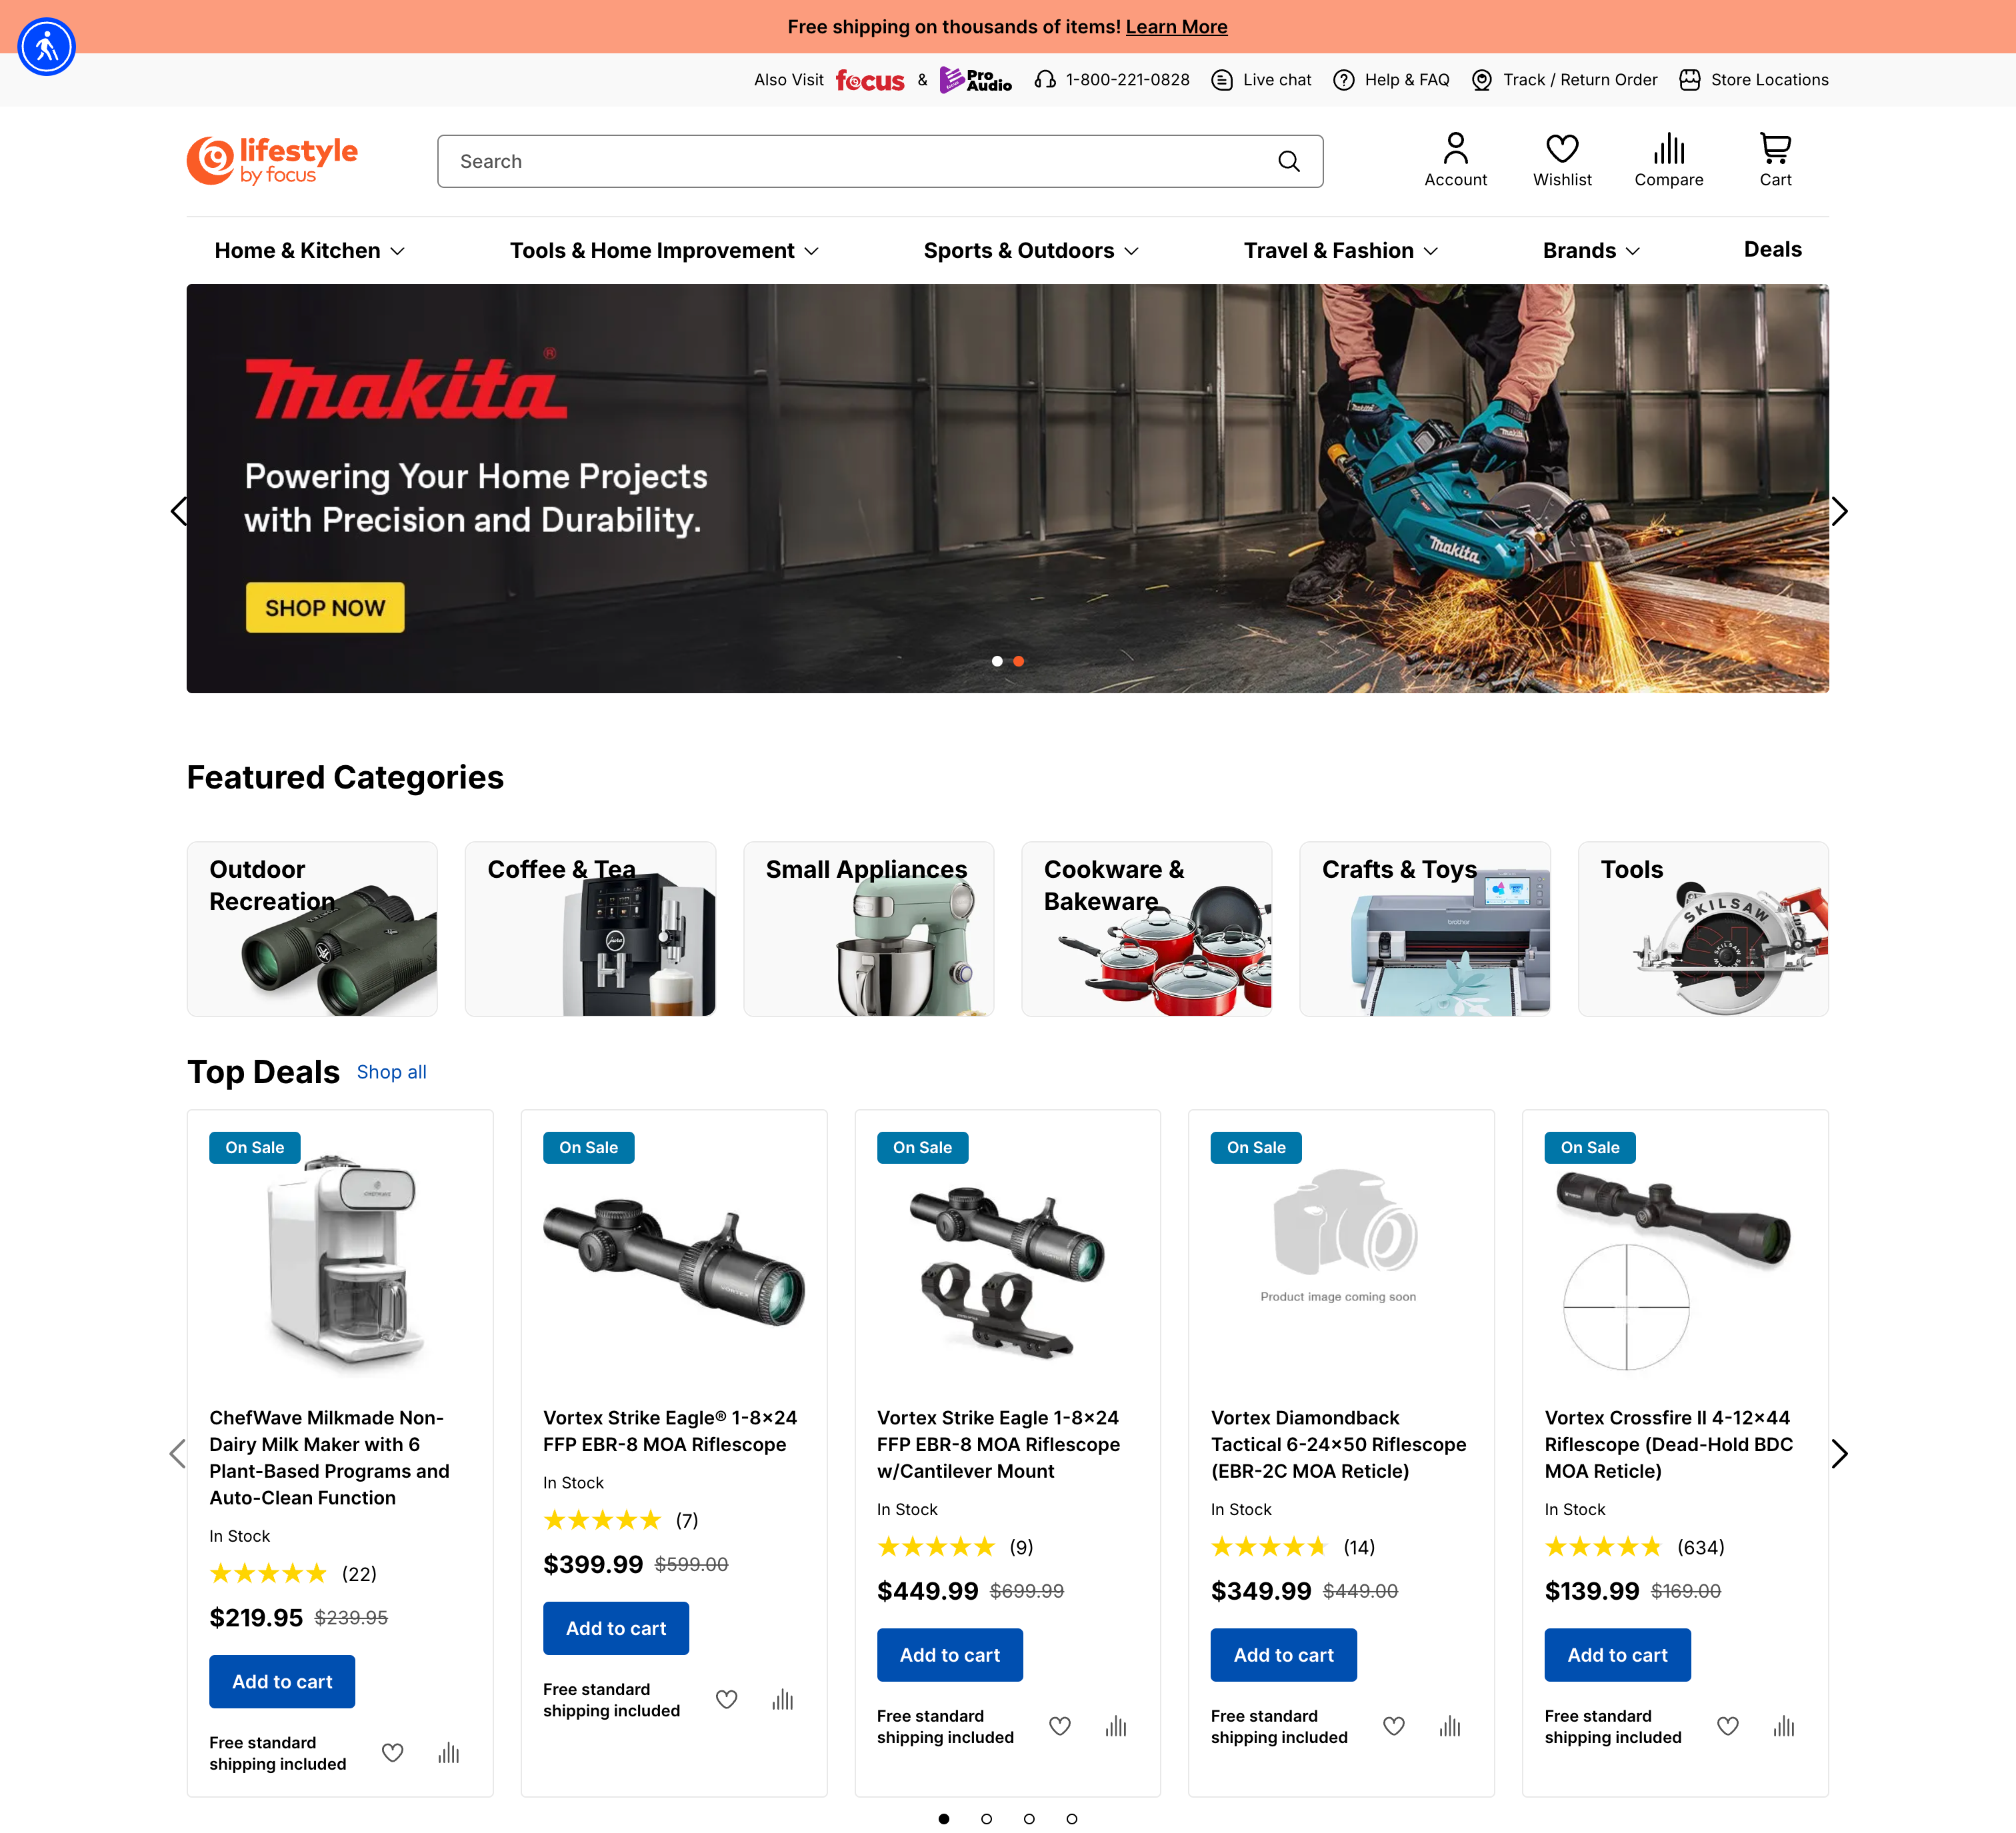 Free shipping on thousands of items! Learn More
Also Visit focus & Pro Audio 1-800-221-0828 Live chat Help & FAQ Track / Return Order Store Locations
lifestyle
by focus
Search
Account Wishlist Compare Cart
Home & Kitchen Tools & Home Improvement Sports & Outdoors Travel & Fashion Brands Deals
makita®
Powering Your Home Projects
with Precision and Durability.
SHOP NOW
Makita
Makita
Makita
Featured Categories
Outdoor
Recreation
Coffee & Tea
jura
Small Appliances
Cookware &
Bakeware
Crafts & Toys
brother
Tools
SKILSAW
Top Deals Shop all
On Sale
CHEFWAVE
ChefWave Milkmade Non-
Dairy Milk Maker with 6
Plant-Based Programs and
Auto-Clean Function
In Stock
(22)
$219.95 $239.95
Add to cart
Free standard
shipping included
On Sale
VORTEX
Vortex Strike Eagle® 1-8×24
FFP EBR-8 MOA Riflescope
In Stock
(7)
$399.99 $599.00
Add to cart
Free standard
shipping included
On Sale
Vortex Strike Eagle 1-8×24
FFP EBR-8 MOA Riflescope
w/Cantilever Mount
In Stock
(9)
$449.99 $699.99
Add to cart
Free standard
shipping included
On Sale
Product image coming soon
Vortex Diamondback
Tactical 6-24×50 Riflescope
(EBR-2C MOA Reticle)
In Stock
(14)
$349.99 $449.00
Add to cart
Free standard
shipping included
On Sale
Vortex Crossfire II 4-12×44
Riflescope (Dead-Hold BDC
MOA Reticle)
In Stock
(634)
$139.99 $169.00
Add to cart
Free standard
shipping included